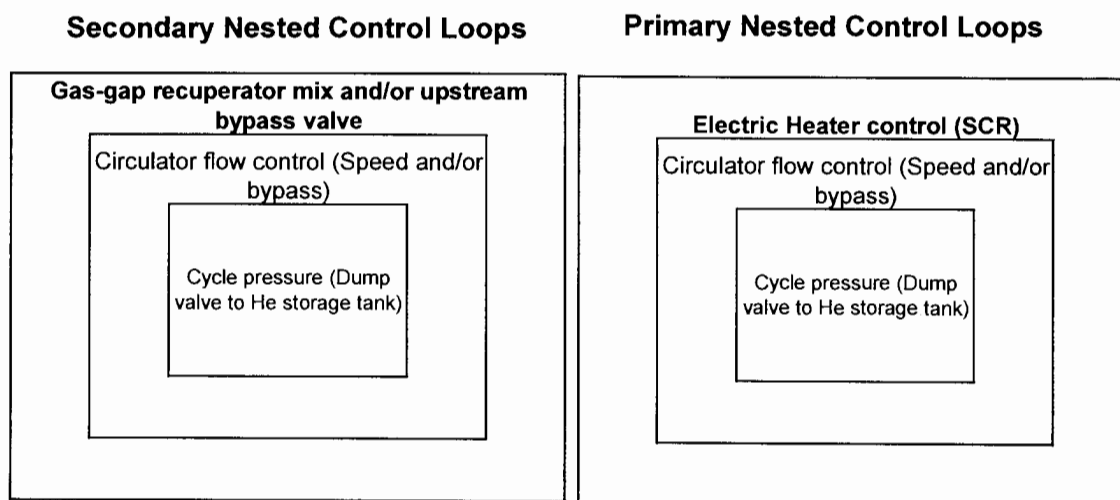 Secondary Nested Control Loops
Gas-gap recuperator mix and/or upstream
bypass valve
Circulator flow control (Speed and/or
bypass)
Cycle pressure (Dump
valve to He storage tank)
Primary Nested Control Loops
Electric Heater control (SCR)
Circulator flow control (Speed and/or
bypass)
Cycle pressure (Dump
valve to He storage tank)